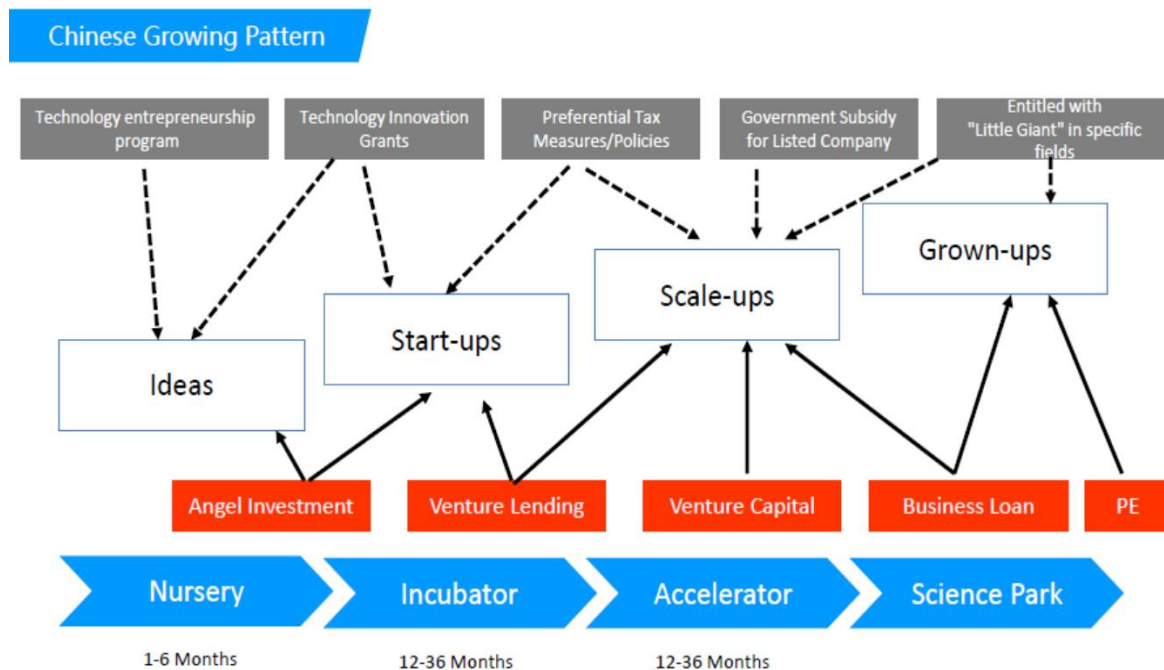 Chinese Growing Pattern
Technology entrepreneurship
program
Technology Innovation
Grants
Preferential Tax
Measures/Policies
Government Subsidy
for Listed Company
Entitled with
"Little Giant" in specific
fields
Grown-ups
Scale-ups
Start-ups
Ideas
Angel Investment
Venture Lending
Venture Capital
Business Loan
PE
Nursery
Incubator
Accelerator
Science Park
1-6 Months
12-36 Months
12-36 Months